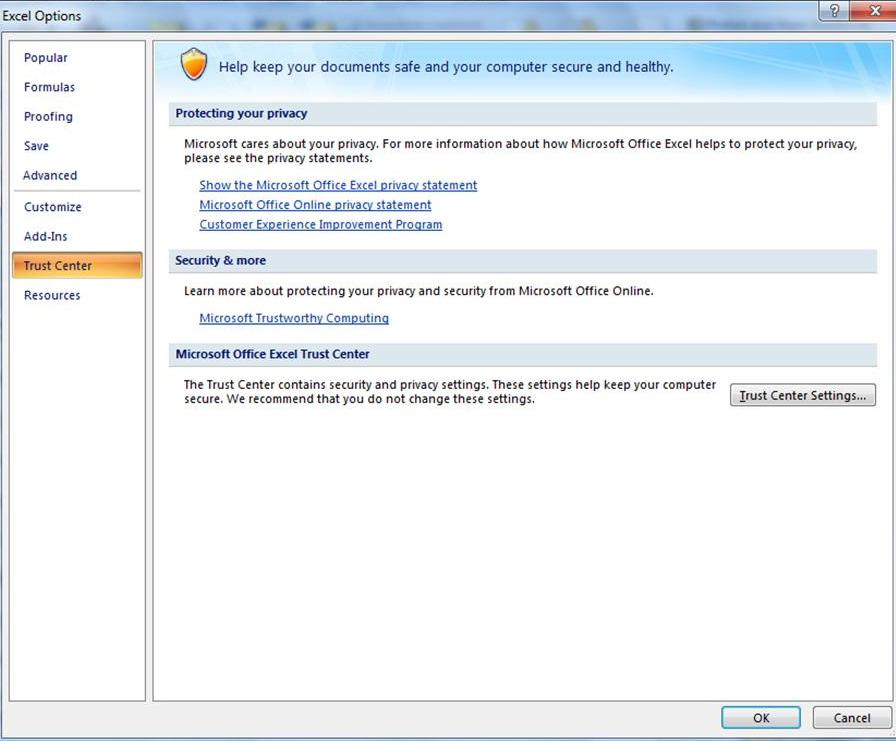 Excel Options
?
Popular
Formulas
Proofing
Save
Advanced
Customize
Add-Ins
Trust Center
Resources
Help keep your documents safe and your computer secure and healthy.
Protecting your privacy
Microsoft cares about your privacy. For more information about how Microsoft Office Excel helps to protect your privacy,
please see the privacy statements.
Show the Microsoft Office Excel privacy statement
Microsoft Office Online privacy statement
Customer Experience Improvement Program
Security & more
Learn more about protecting your privacy and security from Microsoft Office Online.
Microsoft Trustworthy Computing
Microsoft Office Excel Trust Center
The Trust Center contains security and privacy settings. These settings help keep your computer
secure. We recommend that you do not change these settings.
Trust Center Settings...
OK
Cancel